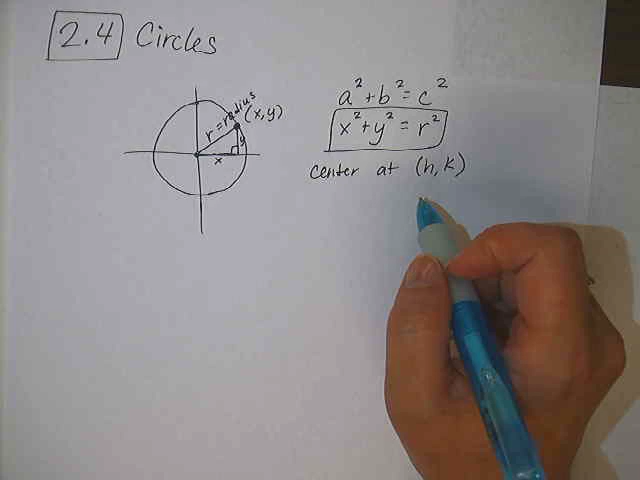 2.4 Circles
r = radius
(x,y)
x
y
a² + b² = c²
x² + y² = r²
center at (h, k)